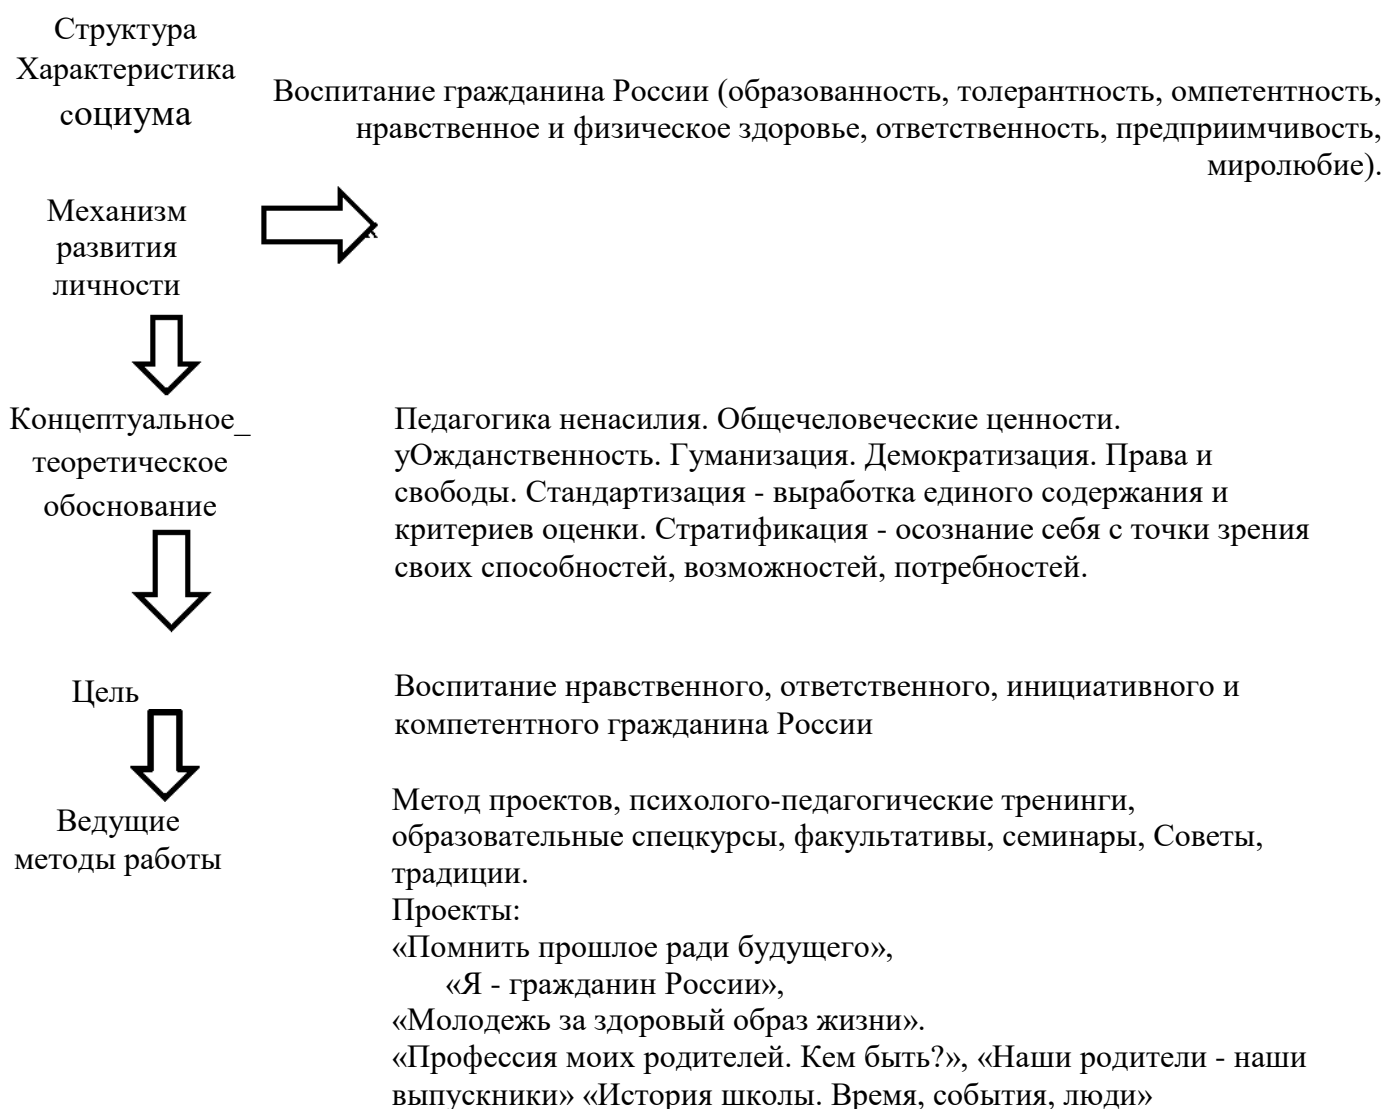 Структура
Характеристика
социума
Воспитание гражданина России (образованность, толерантность, омпетентность,
нравственное и физическое здоровье, ответственность, предприимчивость,
миролюбие).
Механизм
развития
личности
к
Концептуальное_
теоретическое
обоснование
Педагогика ненасилия. Общечеловеческие ценности.
уОжданственность. Гуманизация. Демократизация. Права и
свободы. Стандартизация - выработка единого содержания и
критериев оценки. Стратификация - осознание себя с точки зрения
своих способностей, возможностей, потребностей.
Цель
Воспитание нравственного, ответственного, инициативного и
компетентного гражданина России
Ведущие
методы работы
Метод проектов, психолого-педагогические тренинги,
образовательные спецкурсы, факультативы, семинары, Советы,
традиции.
Проекты:
«Помнить прошлое ради будущего»,
«Я - гражданин России»,
«Молодежь за здоровый образ жизни».
«Профессия моих родителей. Кем быть?», «Наши родители - наши
выпускники» «История школы. Время, события, люди»